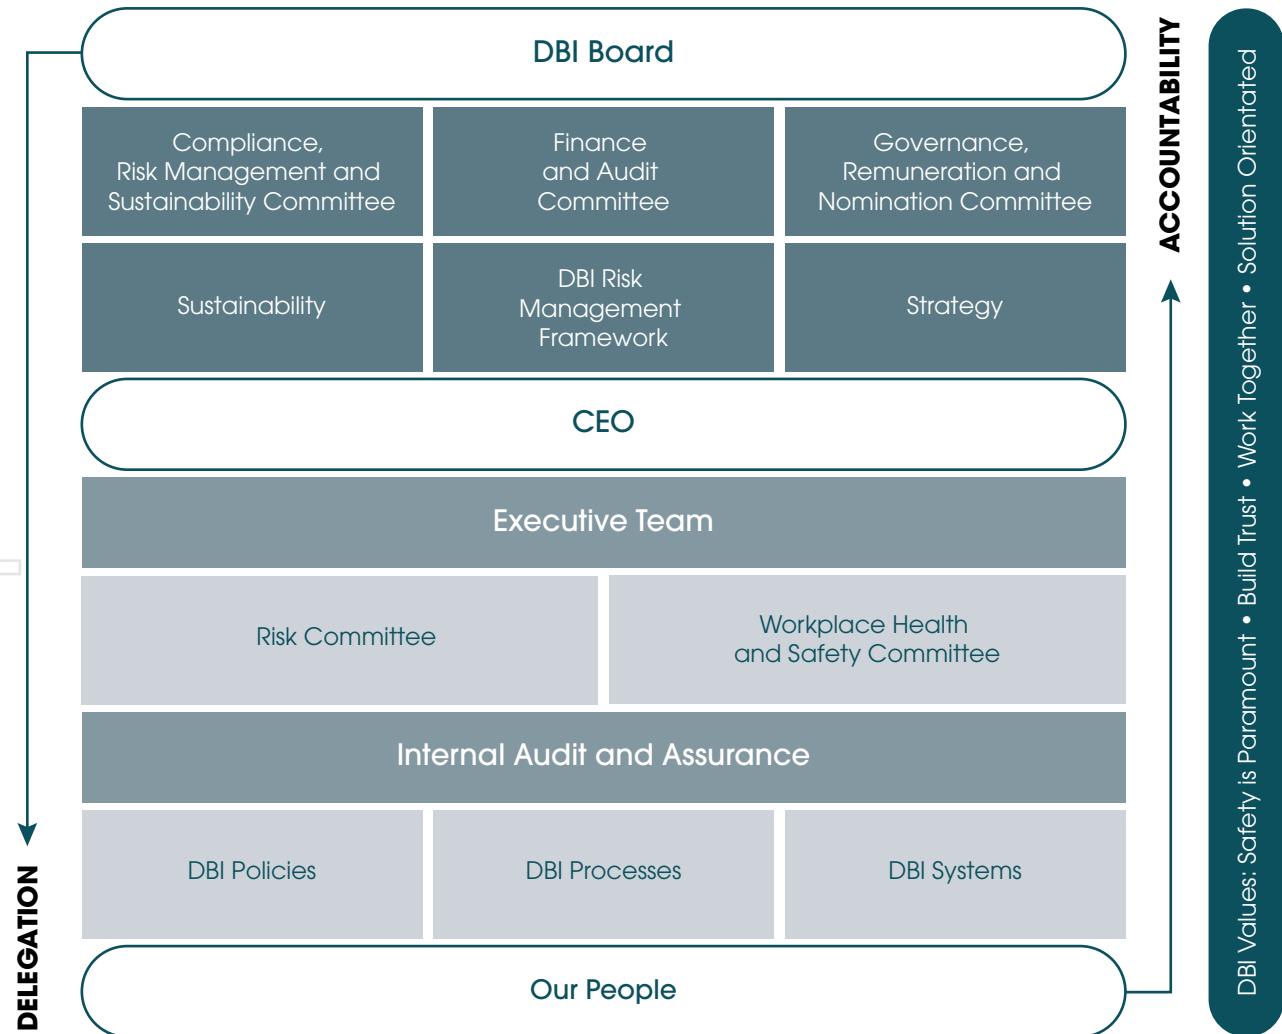 DBI Board
Compliance,
Risk Management and
Sustainability Committee
Finance
and Audit
Committee
Governance,
Remuneration and
Nomination Committee
Sustainability
DBI Risk
Management
Framework
Strategy
CEO
Executive Team
Risk Committee
Workplace Health
and Safety Committee
Internal Audit and Assurance
DBI Policies
DBI Processes
DBI Systems
Our People
DELEGATION
ACCOUNTABILITY
DBI Values: Safety is Paramount • Build Trust • Work Together • Solution Orientated